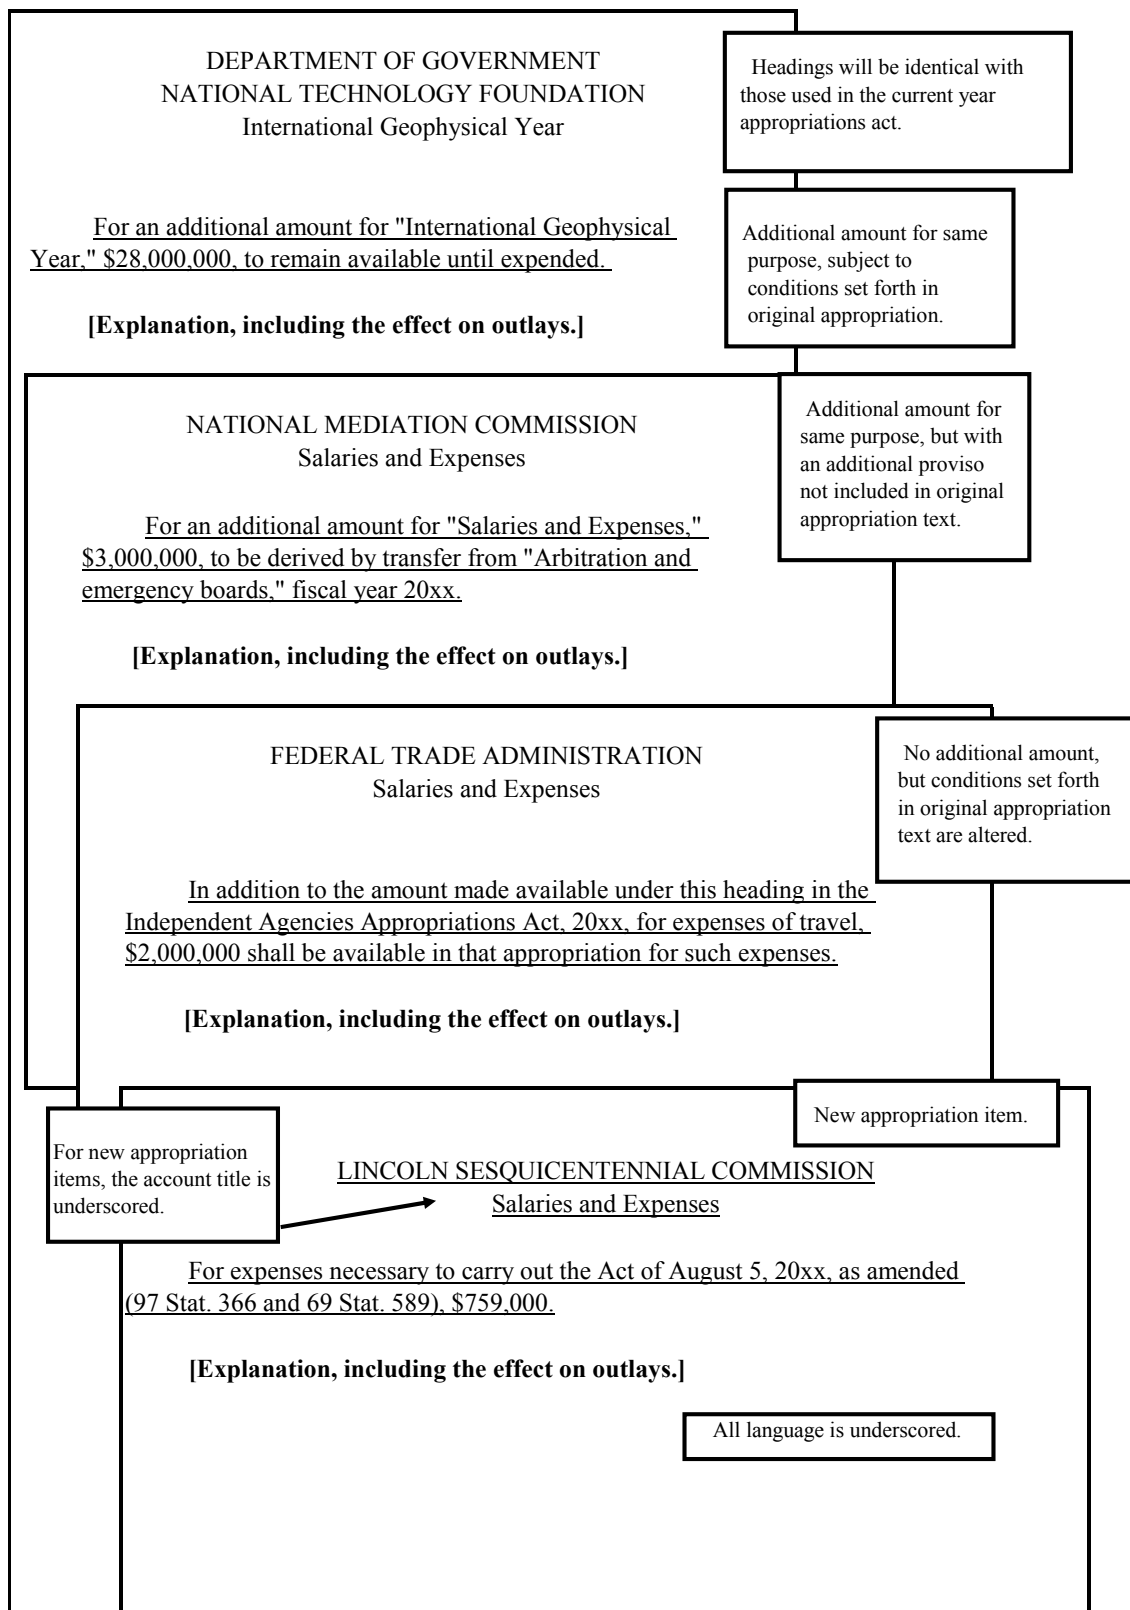 DEPARTMENT OF GOVERNMENT
NATIONAL TECHNOLOGY FOUNDATION
International Geophysical Year
Headings will be identical with
those used in the current year
appropriations act.
For an additional amount for "International Geophysical
Year," $28,000,000, to remain available until expended.
Additional amount for same
purpose, subject to
conditions set forth in
original appropriation.
[Explanation, including the effect on outlays.]
NATIONAL MEDIATION COMMISSION
Salaries and Expenses
Additional amount for
same purpose, but with
an additional proviso
not included in original
appropriation text.
For an additional amount for "Salaries and Expenses,"
$3,000,000, to be derived by transfer from "Arbitration and
emergency boards," fiscal year 20xx.
[Explanation, including the effect on outlays.]
FEDERAL TRADE ADMINISTRATION
Salaries and Expenses
No additional amount,
but conditions set forth
in original appropriation
text are altered.
In addition to the amount made available under this heading in the
Independent Agencies Appropriations Act, 20xx, for expenses of travel,
$2,000,000 shall be available in that appropriation for such expenses.
[Explanation, including the effect on outlays.]
New appropriation item.
For new appropriation
items, the account title is
underscored.
LINCOLN SESQUICENTENNIAL COMMISSION
Salaries and Expenses
For expenses necessary to carry out the Act of August 5, 20xx, as amended
(97 Stat. 366 and 69 Stat. 589), $759,000.
[Explanation, including the effect on outlays.]
All language is underscored.